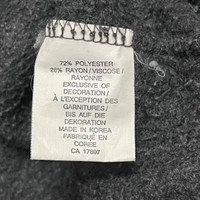 72% POLYESTER
28% RAYON/VISCOSE/
RAYONNE
EXCLUSIVE OF
DECORATION/
À L'EXCEPTION DES
GARNITURES/
BIS AUF DIE
DEKORATION
MADE IN KOREA
FABRIQUÉ EN
CORÉE
CA 17897